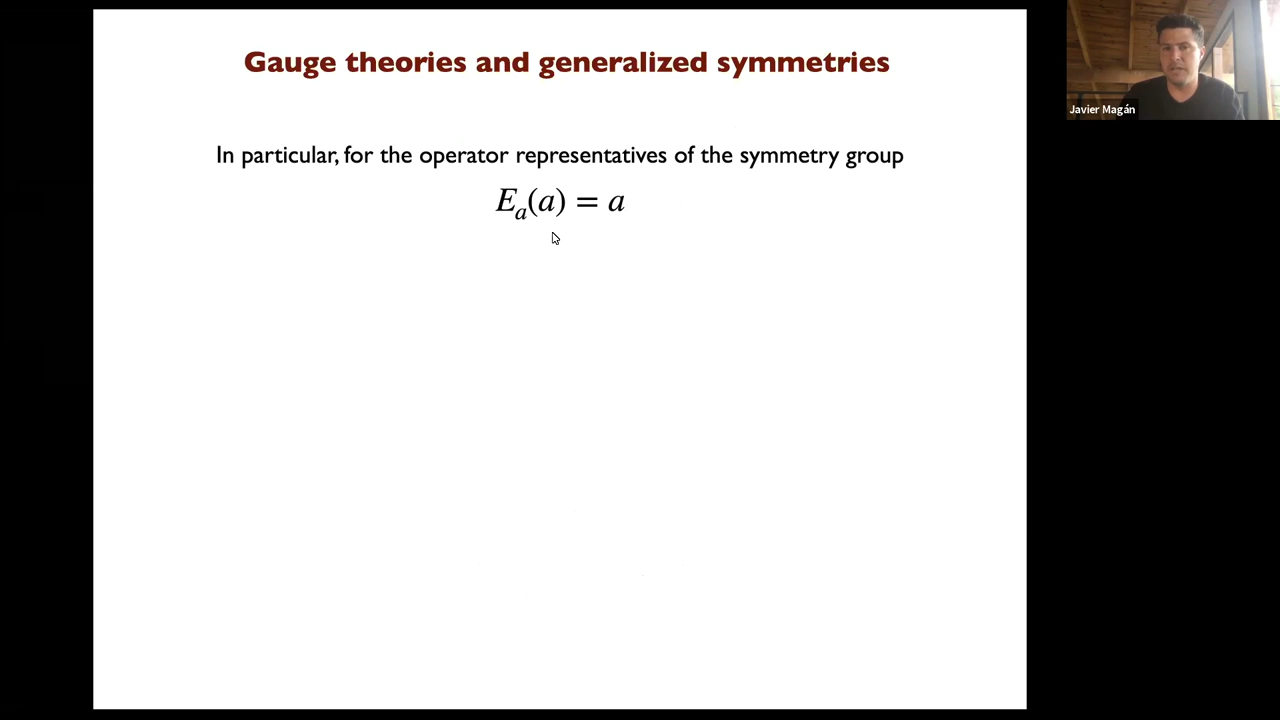 Gauge theories and generalized symmetries
Javier Magán
In particular, for the operator representatives of the symmetry group
E_a(a) = a